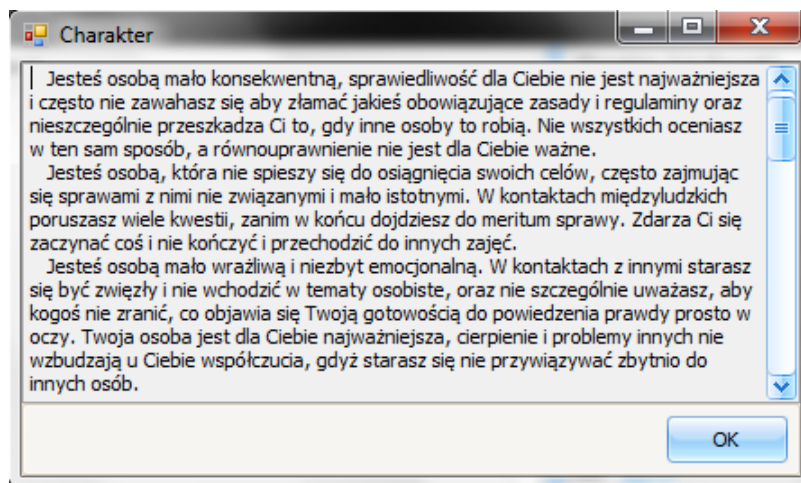 Charakter
Jesteś osobą mało konsekwentną, sprawiedliwość dla Ciebie nie jest najważniejsza
i często nie zawahasz się aby złamać jakieś obowiązujące zasady i regulaminy oraz
nieszczególnie przeszkadza Ci to, gdy inne osoby to robią. Nie wszystkich oceniasz
w ten sam sposób, a równouprawnienie nie jest dla Ciebie ważne.
Jesteś osobą, która nie spieszy się do osiągnięcia swoich celów, często zajmując
się sprawami z nimi nie związanymi i mało istotnymi. W kontaktach międzyludzkich
poruszasz wiele kwestii, zanim w końcu dojdziesz do meritum sprawy. Zdarza Ci się
zaczynać coś i nie kończyć i przechodzić do innych zajęć.
Jesteś osobą mało wrażliwą i niezbyt emocjonalną. W kontaktach z innymi starasz
się być zwięzły i nie wchodzić w tematy osobiste, oraz nie szczególnie uważasz, aby
kogoś nie zranić, co objawia się Twoją gotowością do powiedzenia prawdy prosto w
oczy. Twoja osoba jest dla Ciebie najważniejsza, cierpienie i problemy innych nie
wzbudzają u Ciebie współczucia, gdyż starasz się nie przywiązywać zbytnio do
innych osób.
OK